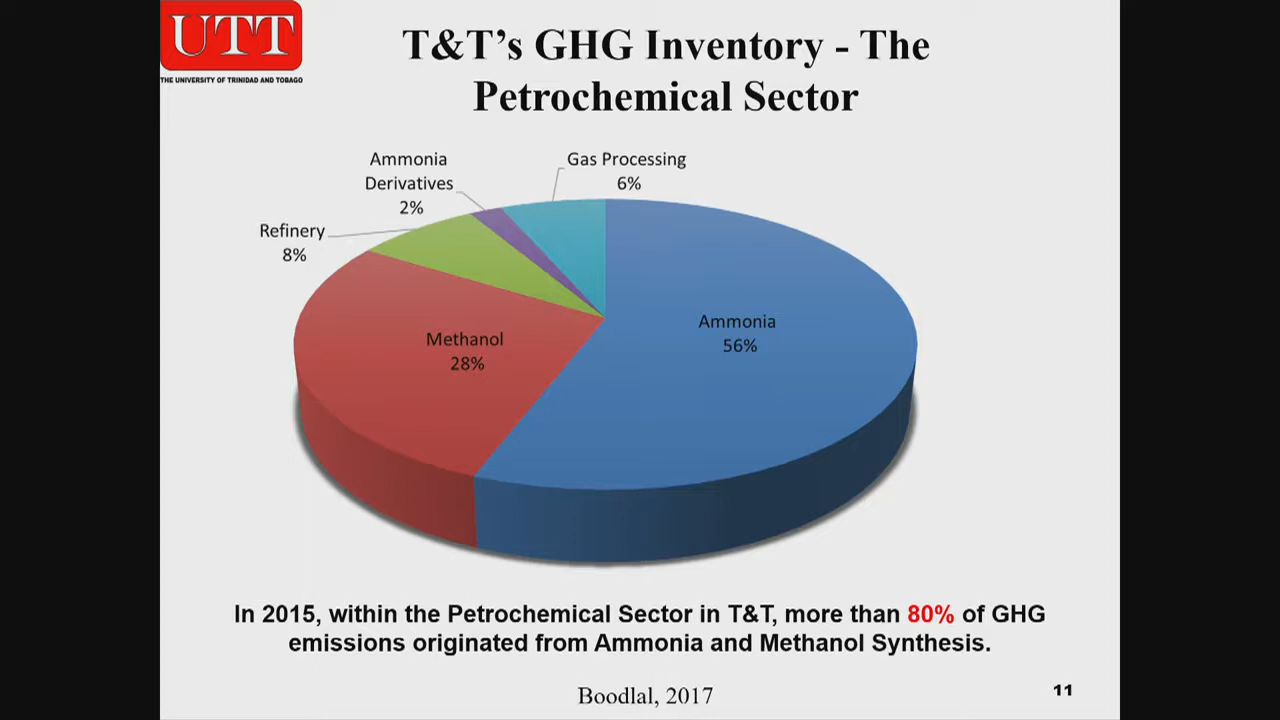 UTT
THE UNIVERSITY OF TRINIDAD AND TOBAGO
T&T’s GHG Inventory - The
Petrochemical Sector
Ammonia
Derivatives
2%
Gas Processing
6%
Refinery
8%
Ammonia
56%
Methanol
28%
In 2015, within the Petrochemical Sector in T&T, more than 80% of GHG
emissions originated from Ammonia and Methanol Synthesis.
Boodlal, 2017
11